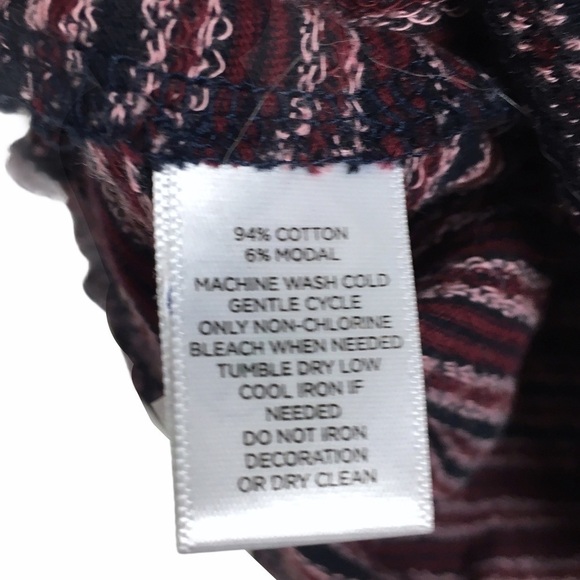 94% COTTON
6% MODAL
MACHINE WASH COLD
GENTLE CYCLE
ONLY NON-CHLORINE
BLEACH WHEN NEEDED
TUMBLE DRY LOW
COOL IRON IF
NEEDED
DO NOT IRON
DECORATION
OR DRY CLEAN